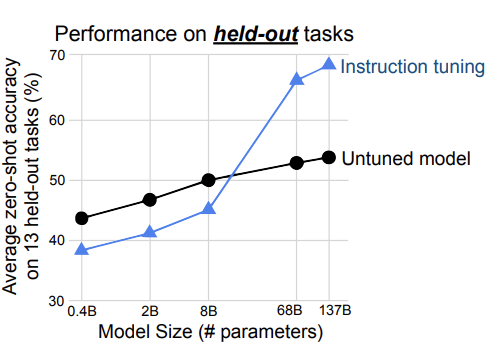 Performance on held-out tasks
Average zero-shot accuracy
on 13 held-out tasks (%)
70
60
50
40
30
Instruction tuning
Untuned model
0.4B 2B 8B 68B 137B
Model Size (# parameters)